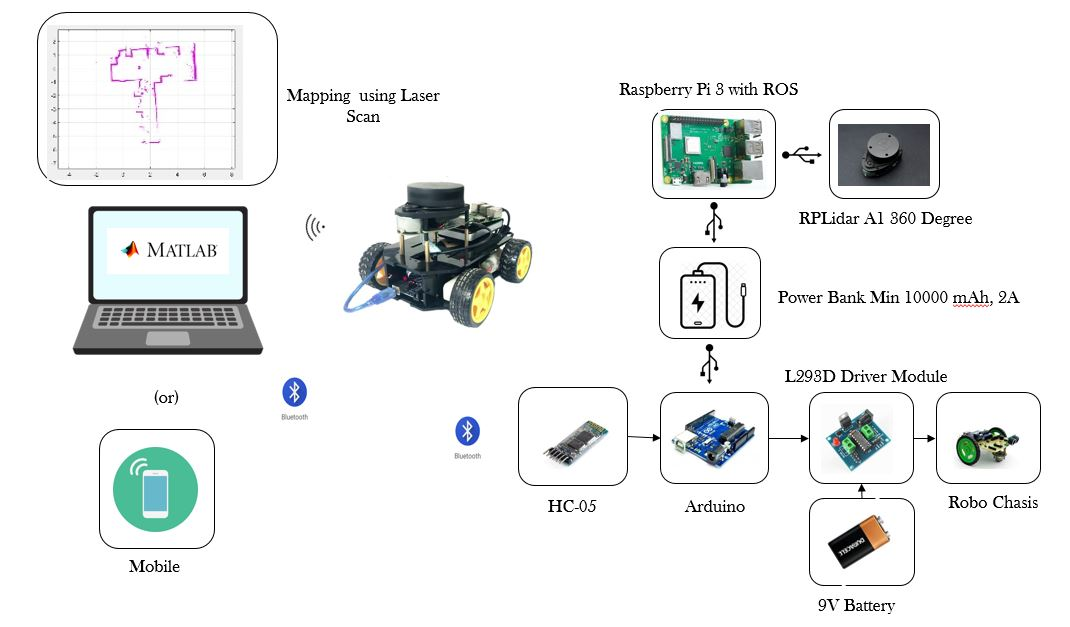 Mapping using Laser
Scan
MATLAB
(or)
Bluetooth
Mobile
Raspberry Pi 3 with ROS
RPLidar A1 360 Degree
Power Bank Min 10000 mAh, 2A
L293D Driver Module
Bluetooth
HC-05
Arduino
Robo Chasis
DURACELL
9V Battery